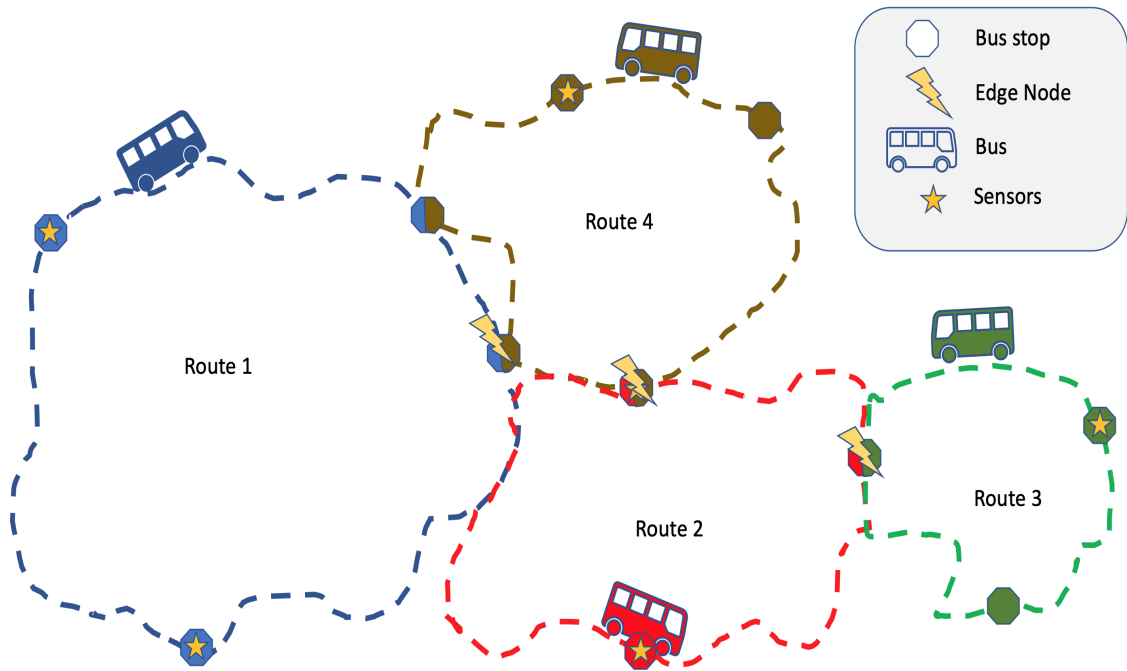 Bus stop
Edge Node
Bus
Sensors
Route 4
Route 1
Route 3
Route 2